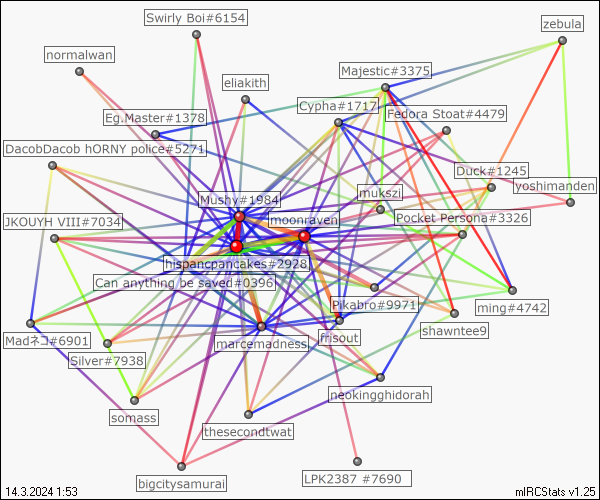 Swirly Boi#6154
zebula
normalwan
Majestic#3375
eliakith
Cypha#1717
Fedora Stoat#4479
Eg.Master#1378
DacobDacob hORNY police#5271
Duck#1245
yoshimanden
Mushy#1984
mukszi
moonraven
Pocket Persona#3326
JKOUYH VIII#7034
hispancpancakes#2928
Can anything be saved#0396
Pikabro#9971
ming#4742
Madネコ#6901
marcemadness
frisout
shawntee9
Silver#7938
neokingghidorah
somass
thesecondtwat
bigcitysamurai
LPK2387 #7690
14.3.2024 1:53
mIRCStats v1.25